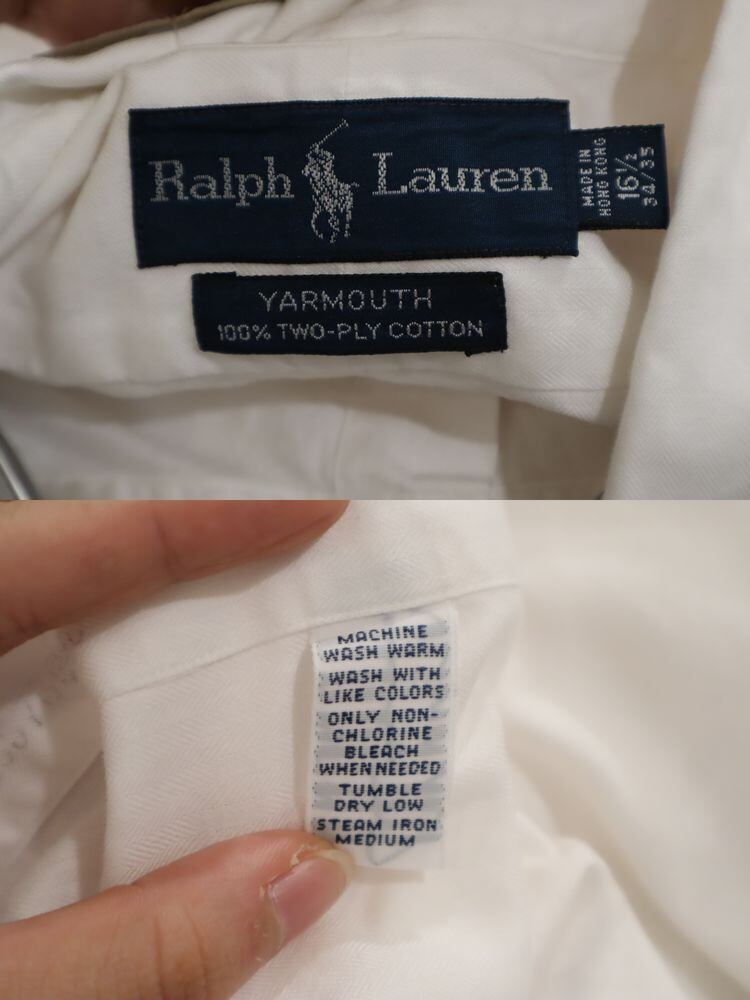 Ralph Lauren
MADE IN
HONG KONG
16½
34/35
YARMOUTH
100% TWO-PLY COTTON
MACHINE
WASH WARM
WASH WITH
LIKE COLORS
ONLY NON-
CHLORINE
BLEACH
WHEN NEEDED
TUMBLE
DRY LOW
STEAM IRON
MEDIUM